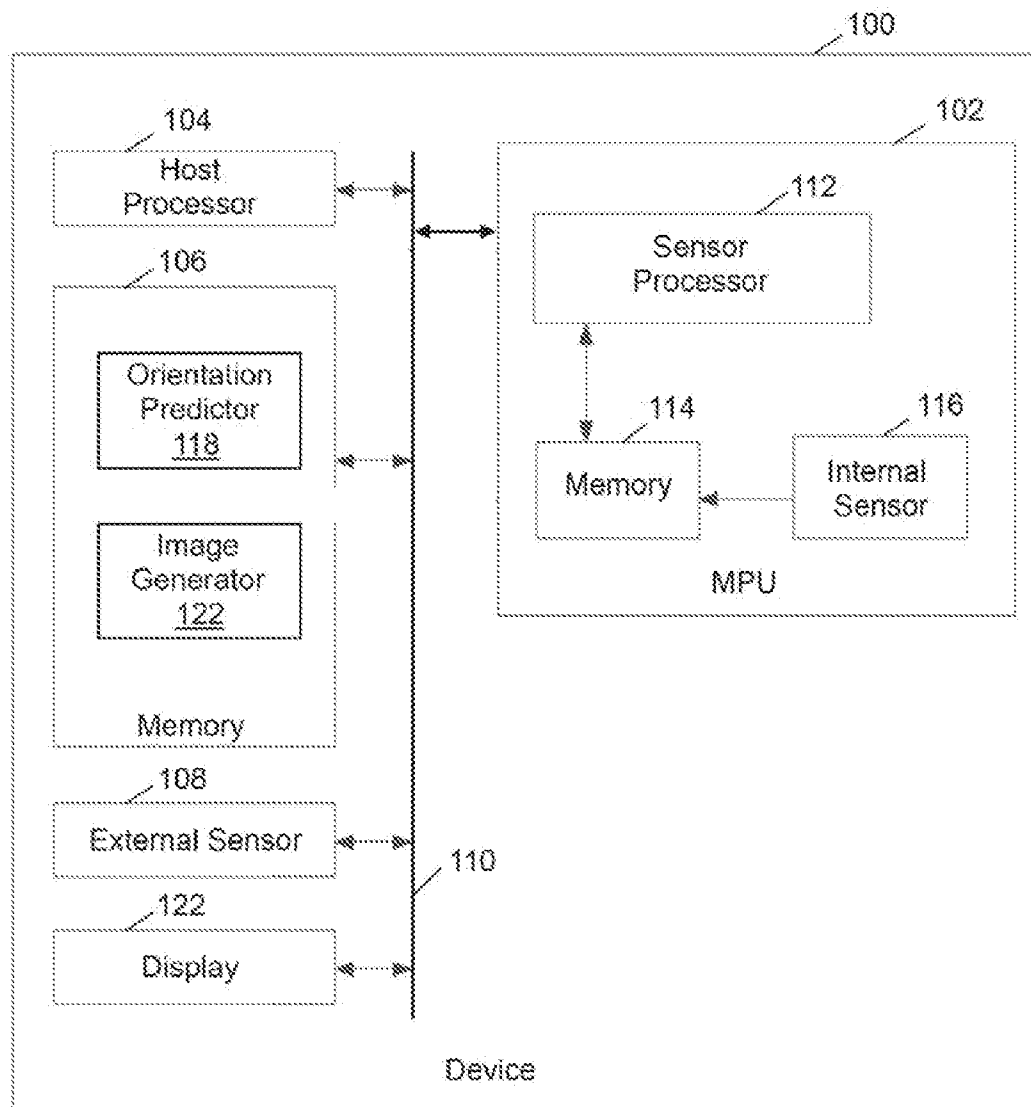 100
104
Host
Processor
102
112
Sensor
Processor
106
Orientation
Predictor
118
Image
Generator
122
Memory
114
Memory
116
Internal
Sensor
MPU
108
External Sensor
110
122
Display
Device